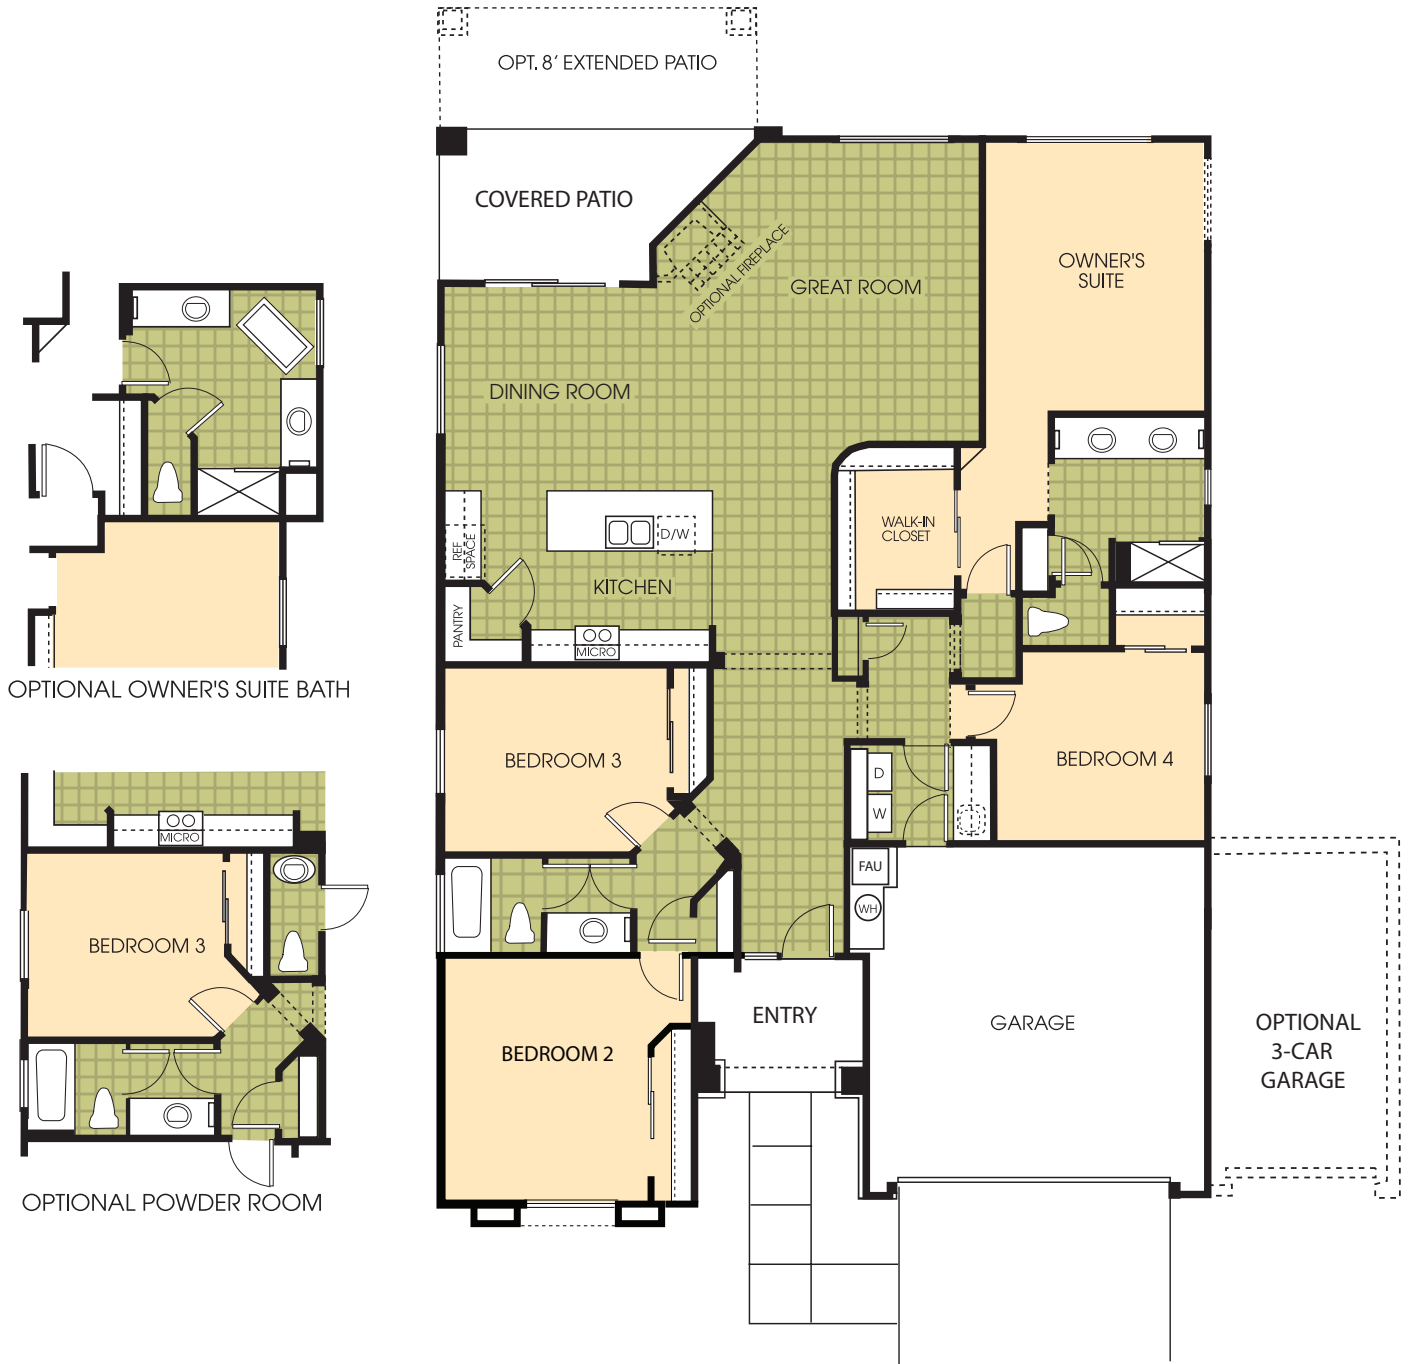 OPT. 8′ EXTENDED PATIO
COVERED PATIO
OPTIONAL FIREPLACE
GREAT ROOM
OWNER'S
SUITE
DINING ROOM
WALK-IN
CLOSET
REF
SPACE
D/W
KITCHEN
PANTRY
MICRO
OPTIONAL OWNER'S SUITE BATH
BEDROOM 3
BEDROOM 4
D
W
FAU
WH
MICRO
BEDROOM 3
ENTRY
GARAGE
BEDROOM 2
OPTIONAL
3-CAR
GARAGE
OPTIONAL POWDER ROOM